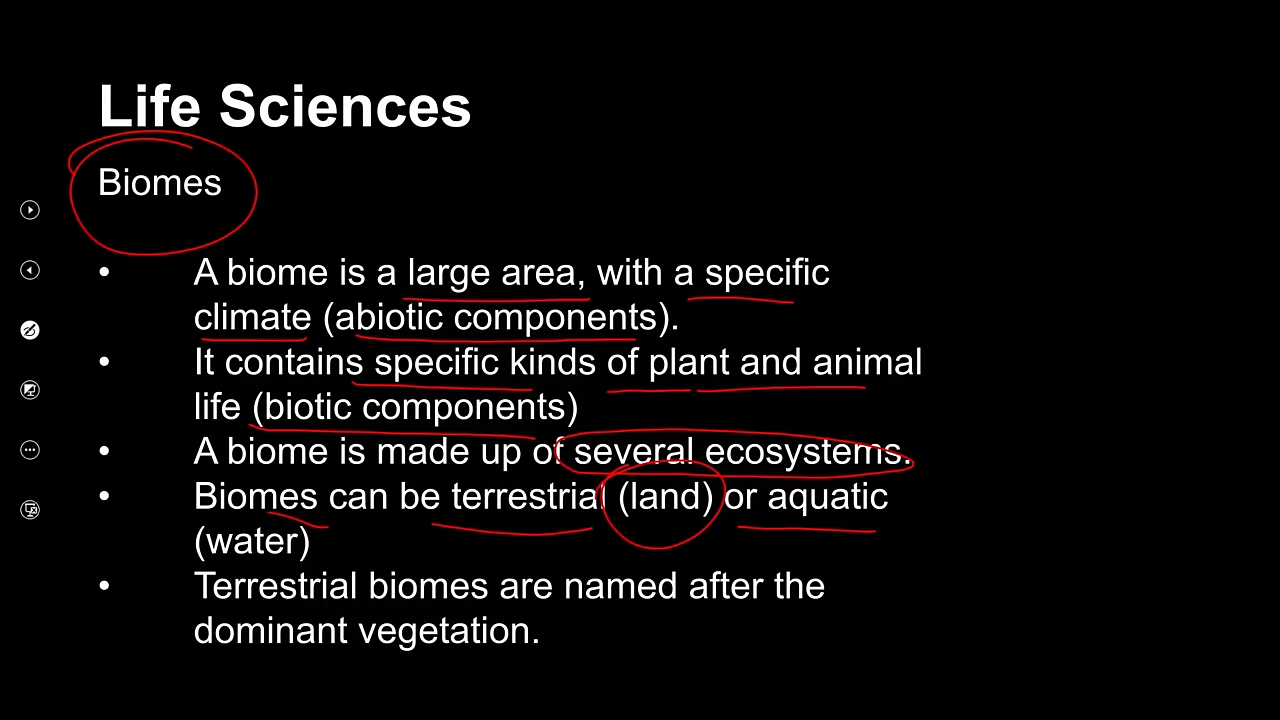 Life Sciences
Biomes
• A biome is a large area, with a specific
climate (abiotic components).
• It contains specific kinds of plant and animal
life (biotic components)
• A biome is made up of several ecosystems.
• Biomes can be terrestrial (land) or aquatic
(water)
• Terrestrial biomes are named after the
dominant vegetation.